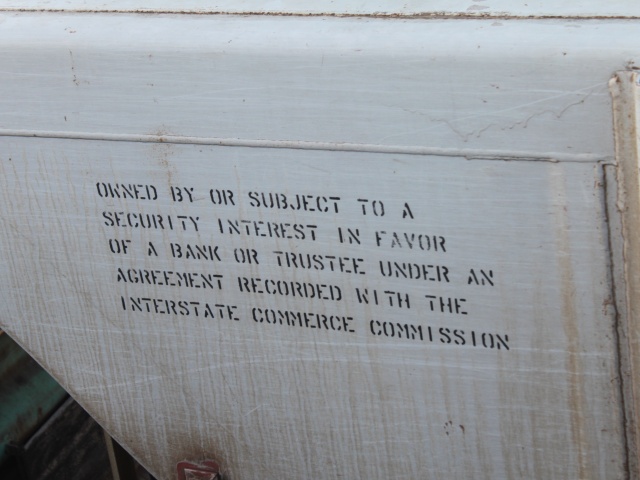 OWNED BY OR SUBJECT TO A
SECURITY INTEREST IN FAVOR
OF A BANK OR TRUSTEE UNDER AN
AGREEMENT RECORDED WITH THE
INTERSTATE COMMERCE COMMISSION